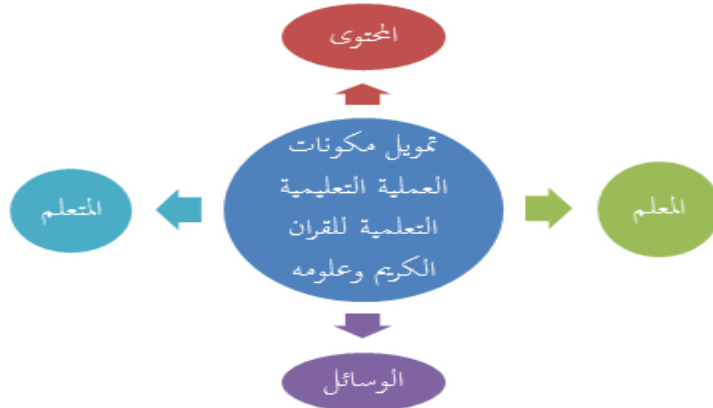 المحتوى
تمويل مكونات
العملية التعليمية
التعلمية للقران
الكريم وعلومه
المعلم
المتعلم
الوسائل